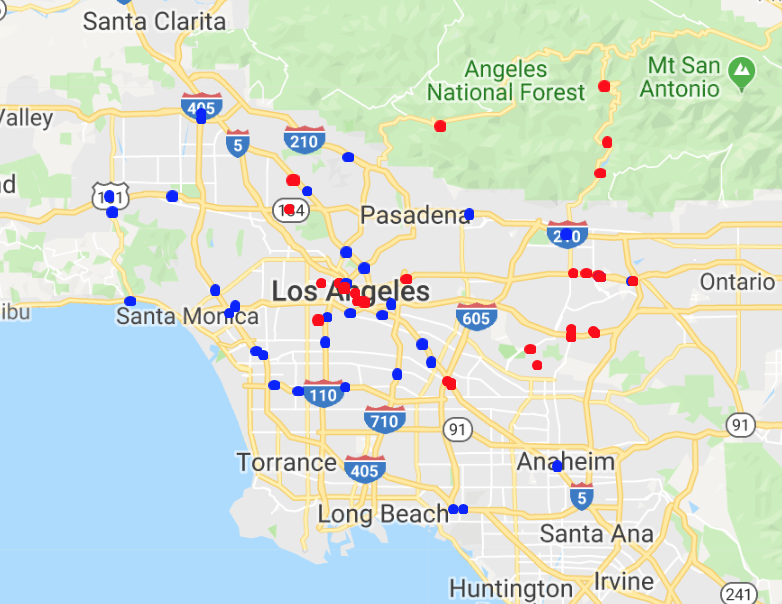 Santa Clarita
Angeles
National Forest
Mt San
Antonio
405
Valley
5
210
101
134
Pasadena
210
Los Angeles
Ontario
ibu
Santa Monica
605
110
710
91
91
Torrance
405
Anaheim
5
Long Beach
Santa Ana
Huntington
Irvine
241